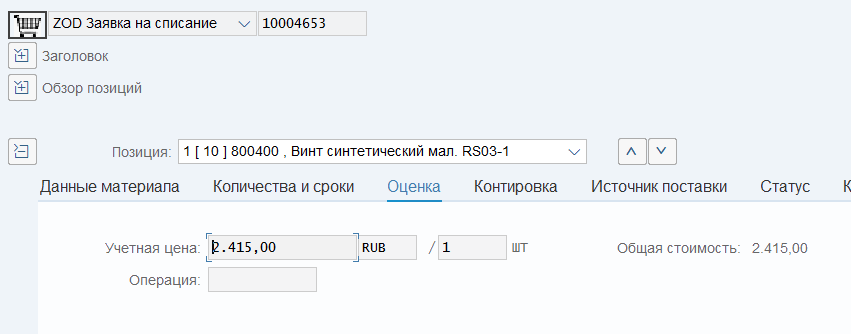 ZOD Заявка на списание 10004653
Заголовок
Обзор позиций
Позиция: 1 [ 10 ] 800400 , Винт синтетический мал. RS03-1
Данные материала Количества и сроки Оценка Контировка Источник поставки Статус К
Учетная цена: 2.415,00 RUB / 1 ШТ Общая стоимость: 2.415,00
Операция: